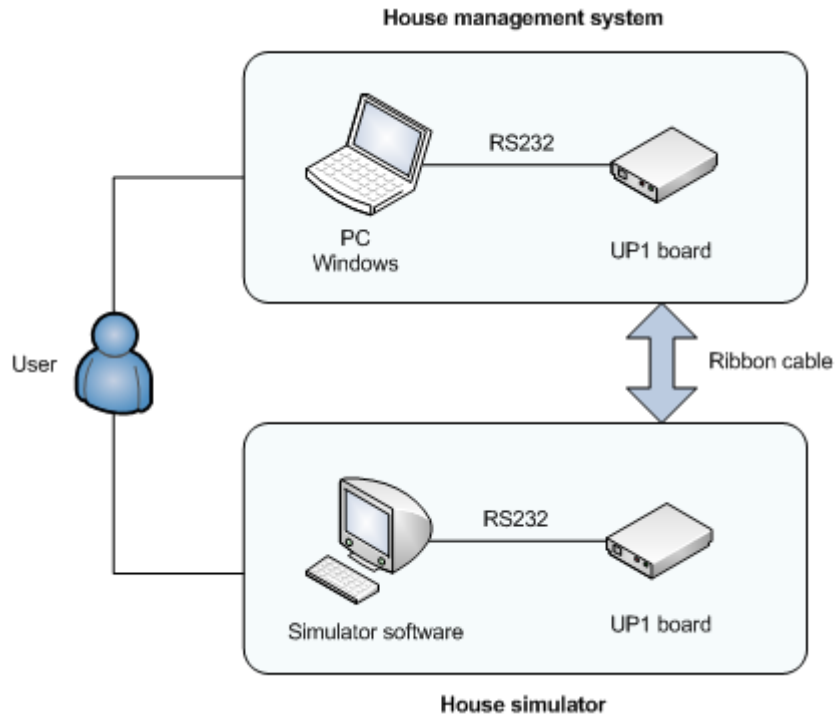 House management system
RS232
PC
Windows
UP1 board
User
Ribbon cable
RS232
Simulator software
UP1 board
House simulator